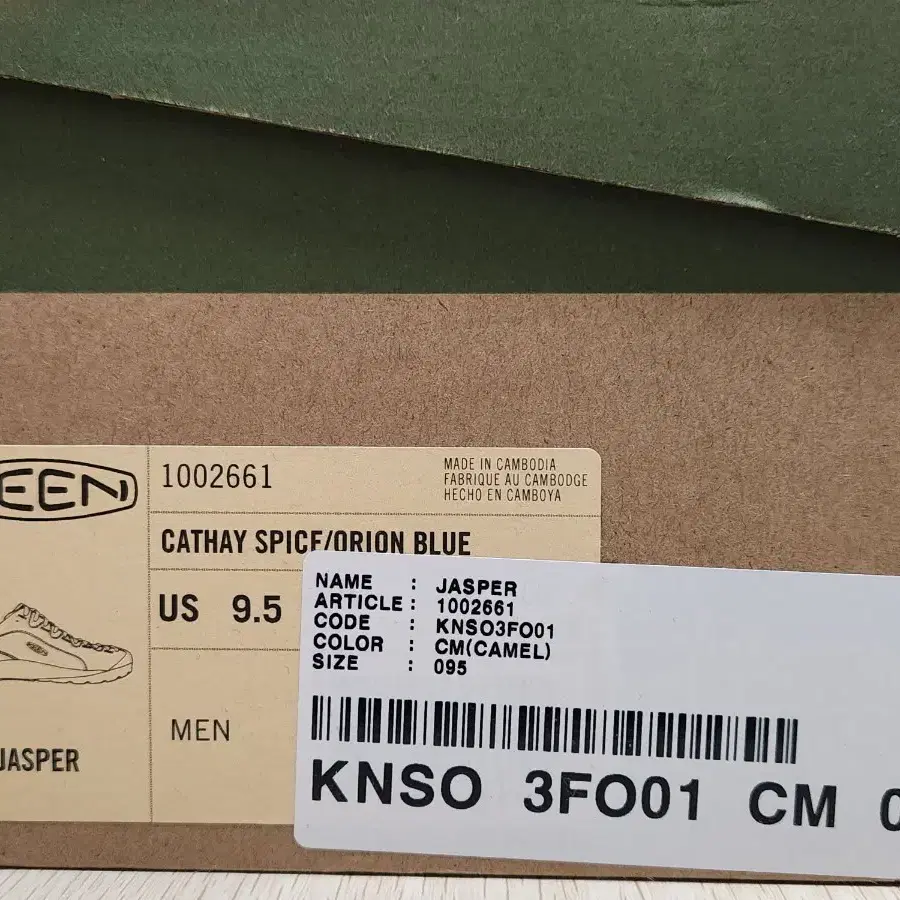 EEN
1002661
MADE IN CAMBODIA
FABRIQUE AU CAMBODGE
HECHO EN CAMBOYA
CATHAY SPICE/ORION BLUE
US 9.5
MEN
JASPER
NAME : JASPER
ARTICLE : 1002661
CODE : KNSO3FO01
COLOR : CM(CAMEL)
SIZE : 095
KNSO 3FO01 CM 0